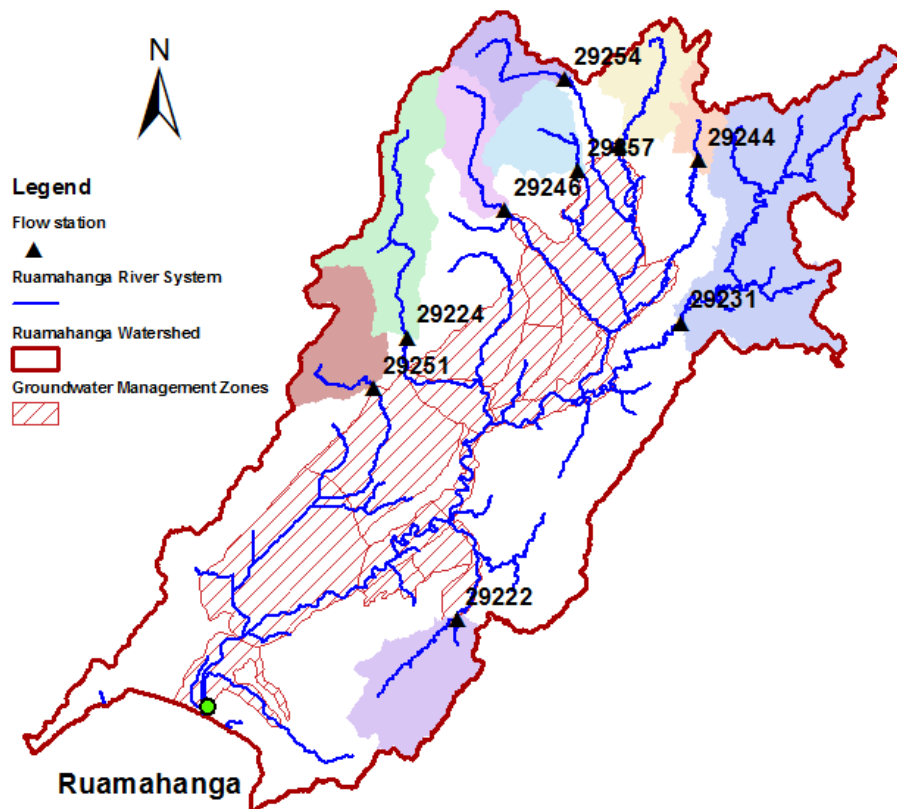 N
29254
29244
29246
Legend
Flow station
Ruamahanga River System
Ruamahanga Watershed
Groundwater Management Zones
29224
29231
29251
29222
Ruamahanga